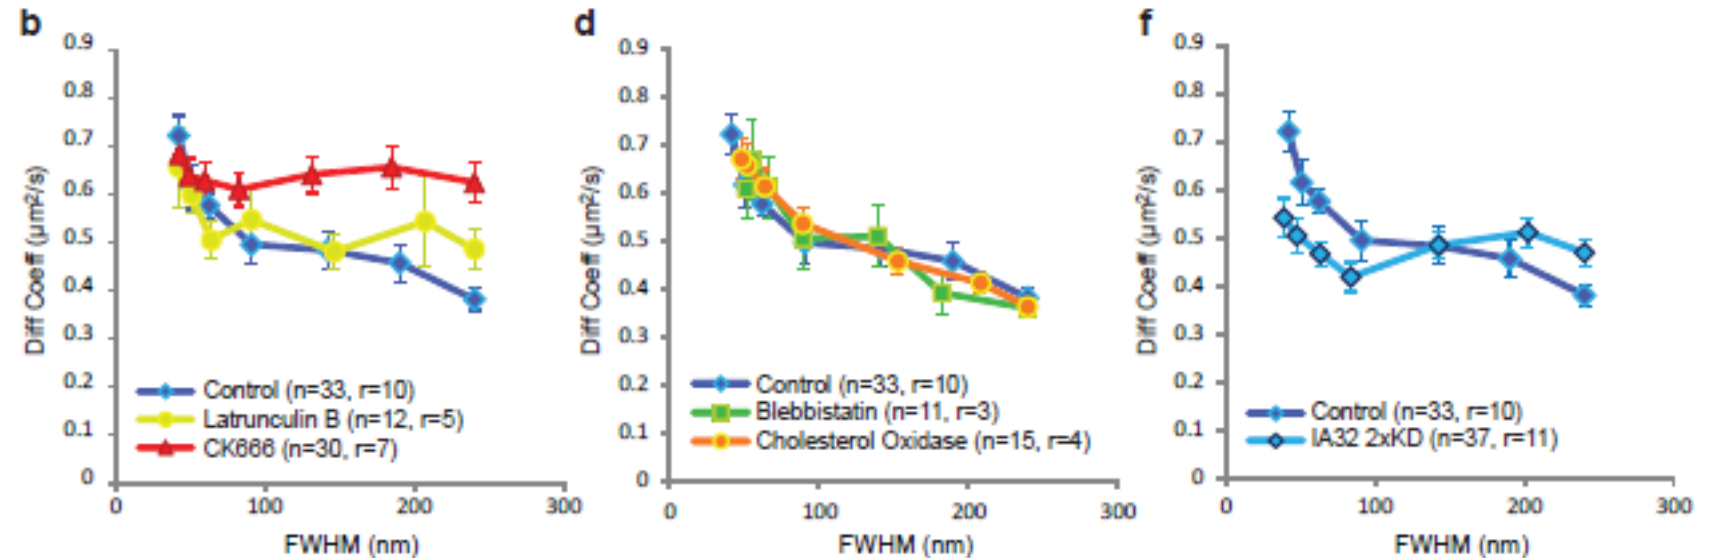 b
0.9
0.8
0.7
0.6
0.5
0.4
0.3
0.2
0.1
0
Diff Coeff (µm2/s)
Control (n=33, r=10)
Latrunculin B (n=12, r=5)
CK666 (n=30, r=7)
0 100 200 300
FWHM (nm)
d
0.9
0.8
0.7
0.6
0.5
0.4
0.3
0.2
0.1
0
Diff Coeff (µm2/s)
Control (n=33, r=10)
Blebbistatin (n=11, r=3)
Cholesterol Oxidase (n=15, r=4)
0 100 200 300
FWHM (nm)
f
0.9
0.8
0.7
0.6
0.5
0.4
0.3
0.2
0.1
0
Diff Coeff (µm2/s)
Control (n=33, r=10)
IA32 2xKD (n=37, r=11)
0 100 200 300
FWHM (nm)